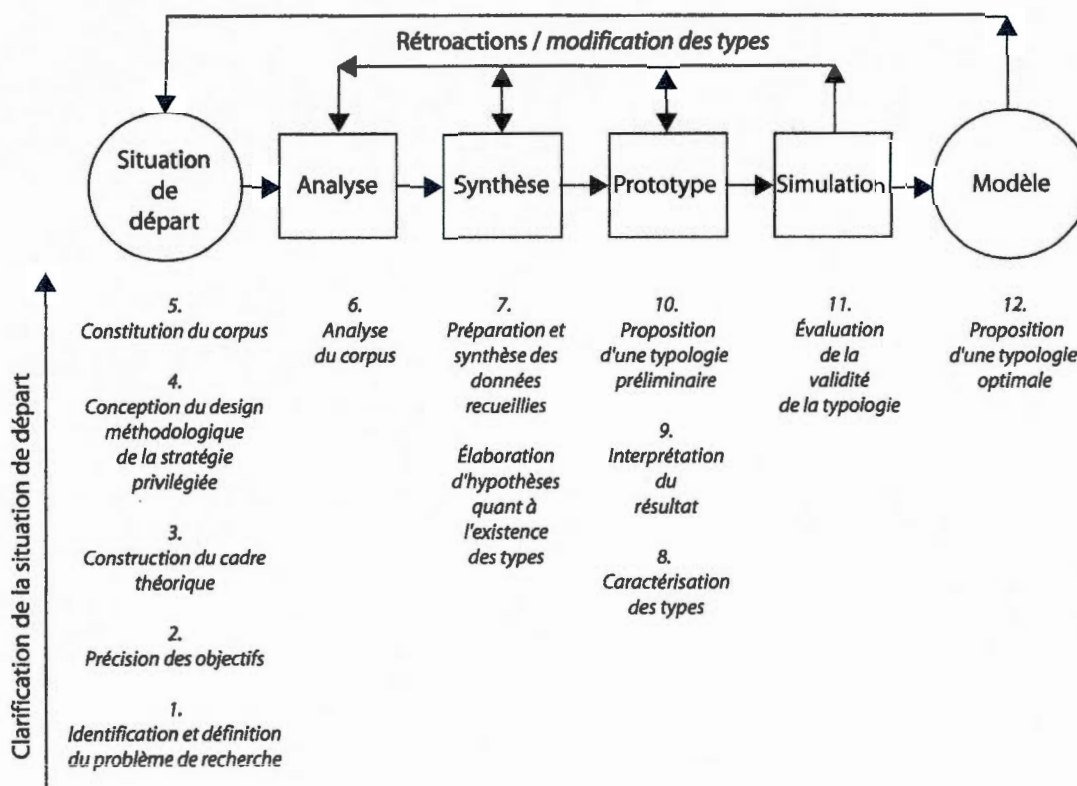 Rétroactions / modification des types
Situation
de
départ
Analyse
Synthèse
Prototype
Simulation
Modèle
Clarification de la situation de départ
5.
Constitution du corpus
4.
Conception du design
méthodologique
de la stratégie
privilégiée
3.
Construction du cadre
théorique
2.
Précision des objectifs
1.
Identification et définition
du problème de recherche
6.
Analyse
du corpus
7.
Préparation et
synthèse des
données
recueillies
Élaboration
d'hypothèses
quant à
l'existence
des types
10.
Proposition
d'une typologie
préliminaire
9.
Interprétation
du
résultat
8.
Caractérisation
des types
11.
Évaluation
de la
validité
de la typologie
12.
Proposition
d'une typologie
optimale